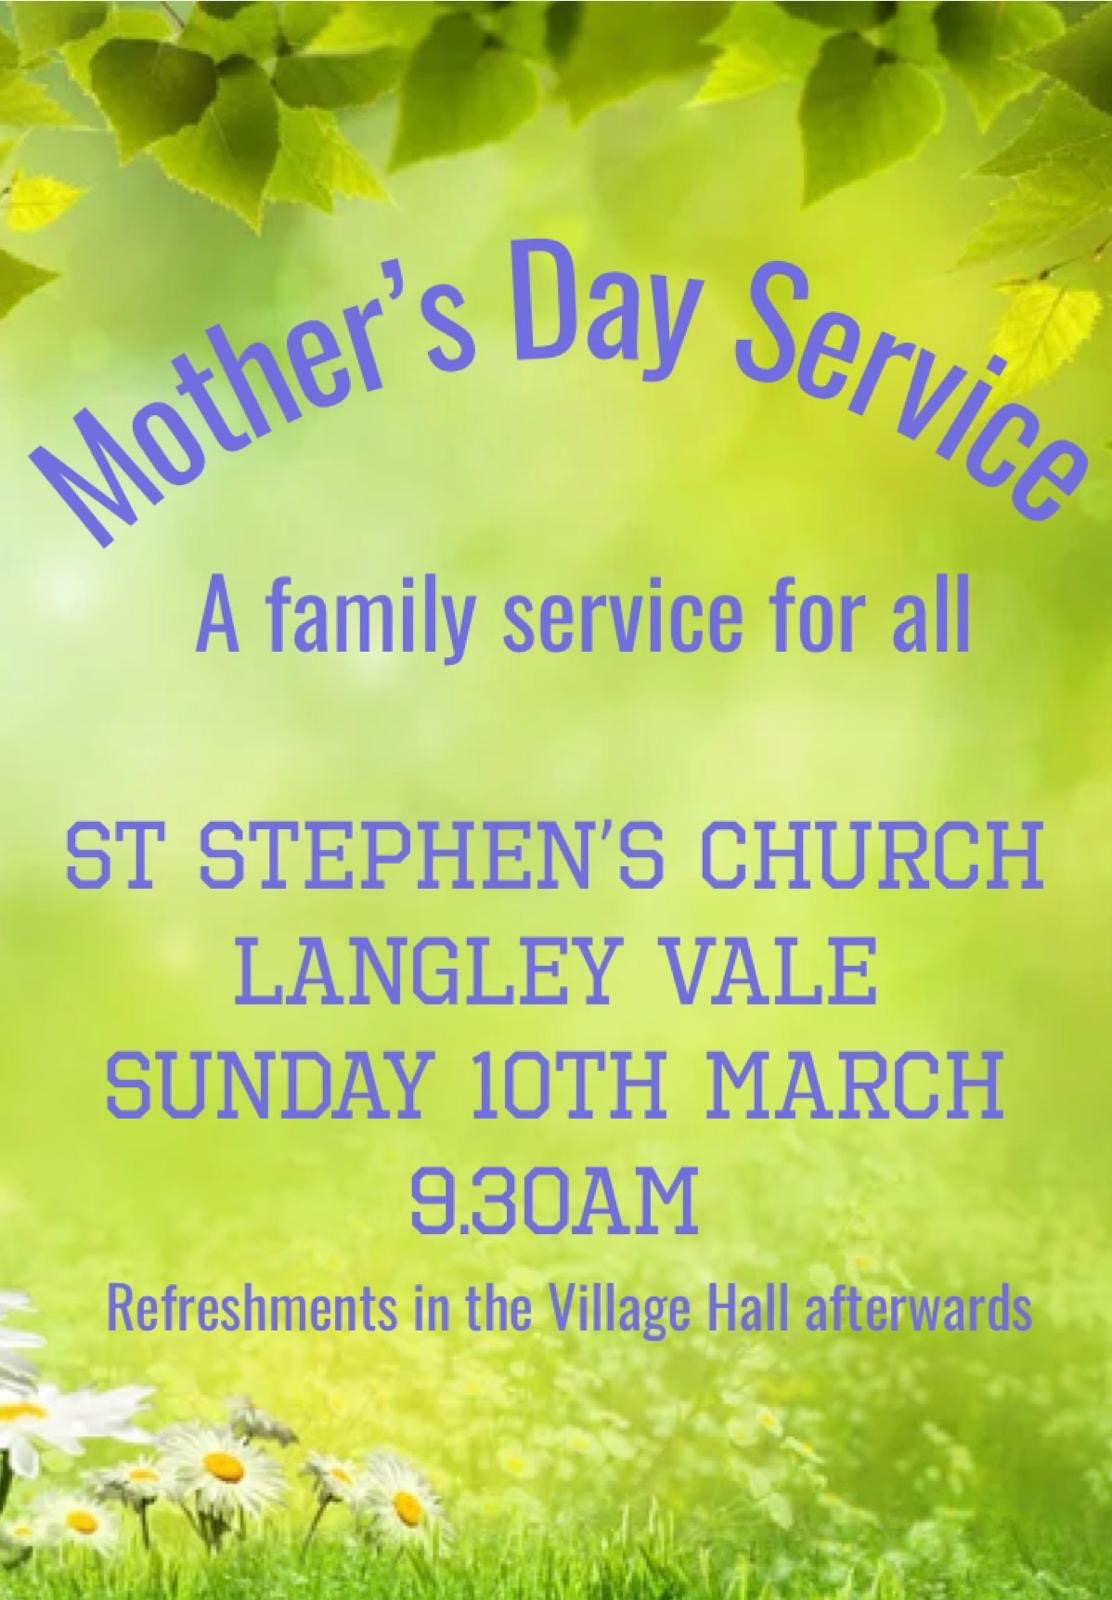 Mother’s Day Service
A family service for all
ST STEPHEN’S CHURCH
LANGLEY VALE
SUNDAY 10TH MARCH
9.30AM
Refreshments in the Village Hall afterwards